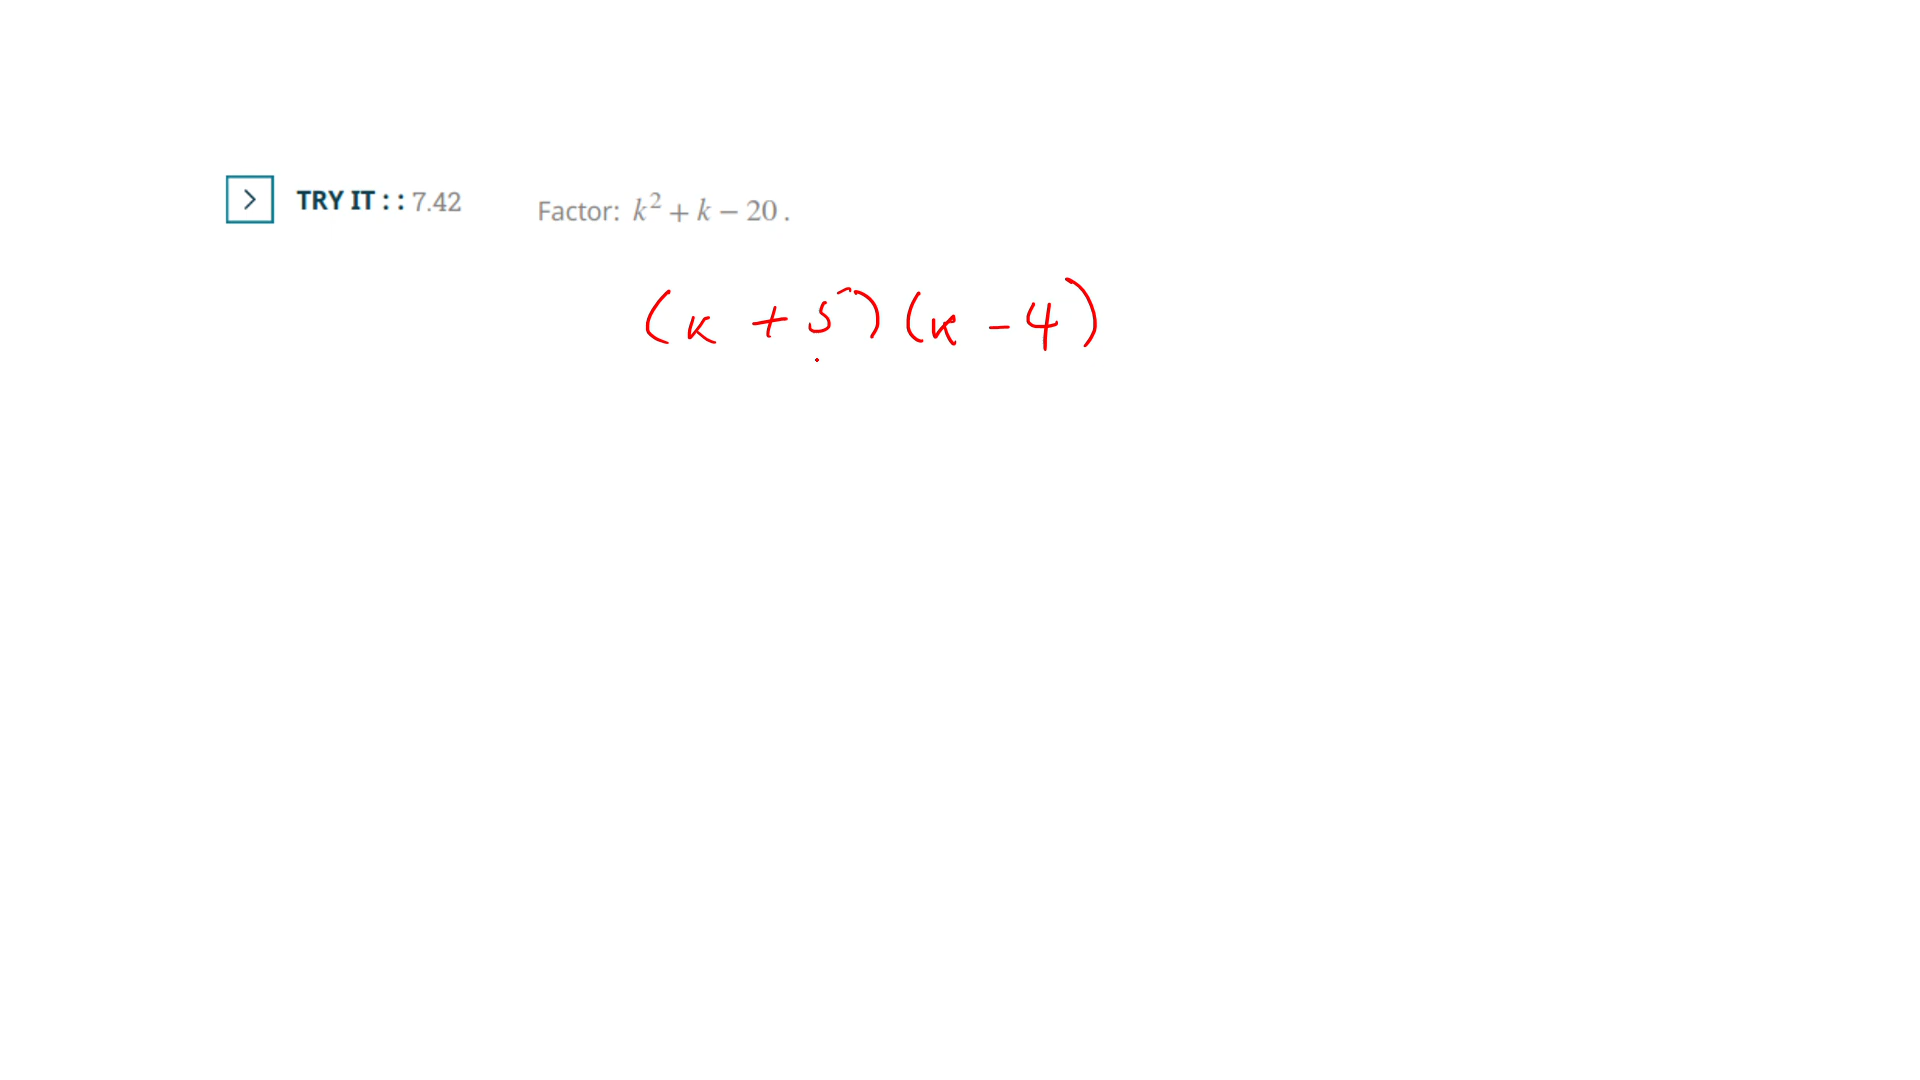 > TRY IT : : 7.42 Factor: k² + k − 20 .
(k + 5)(k - 4)